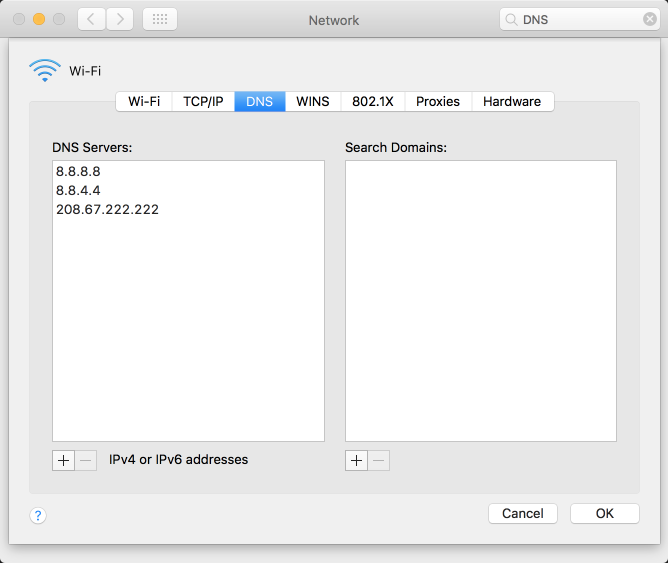 Network
DNS
Wi-Fi
Wi-Fi TCP/IP DNS WINS 802.1X Proxies Hardware
DNS Servers:
Search Domains:
8.8.8.8
8.8.4.4
208.67.222.222
+ − IPv4 or IPv6 addresses
+ −
?
Cancel OK